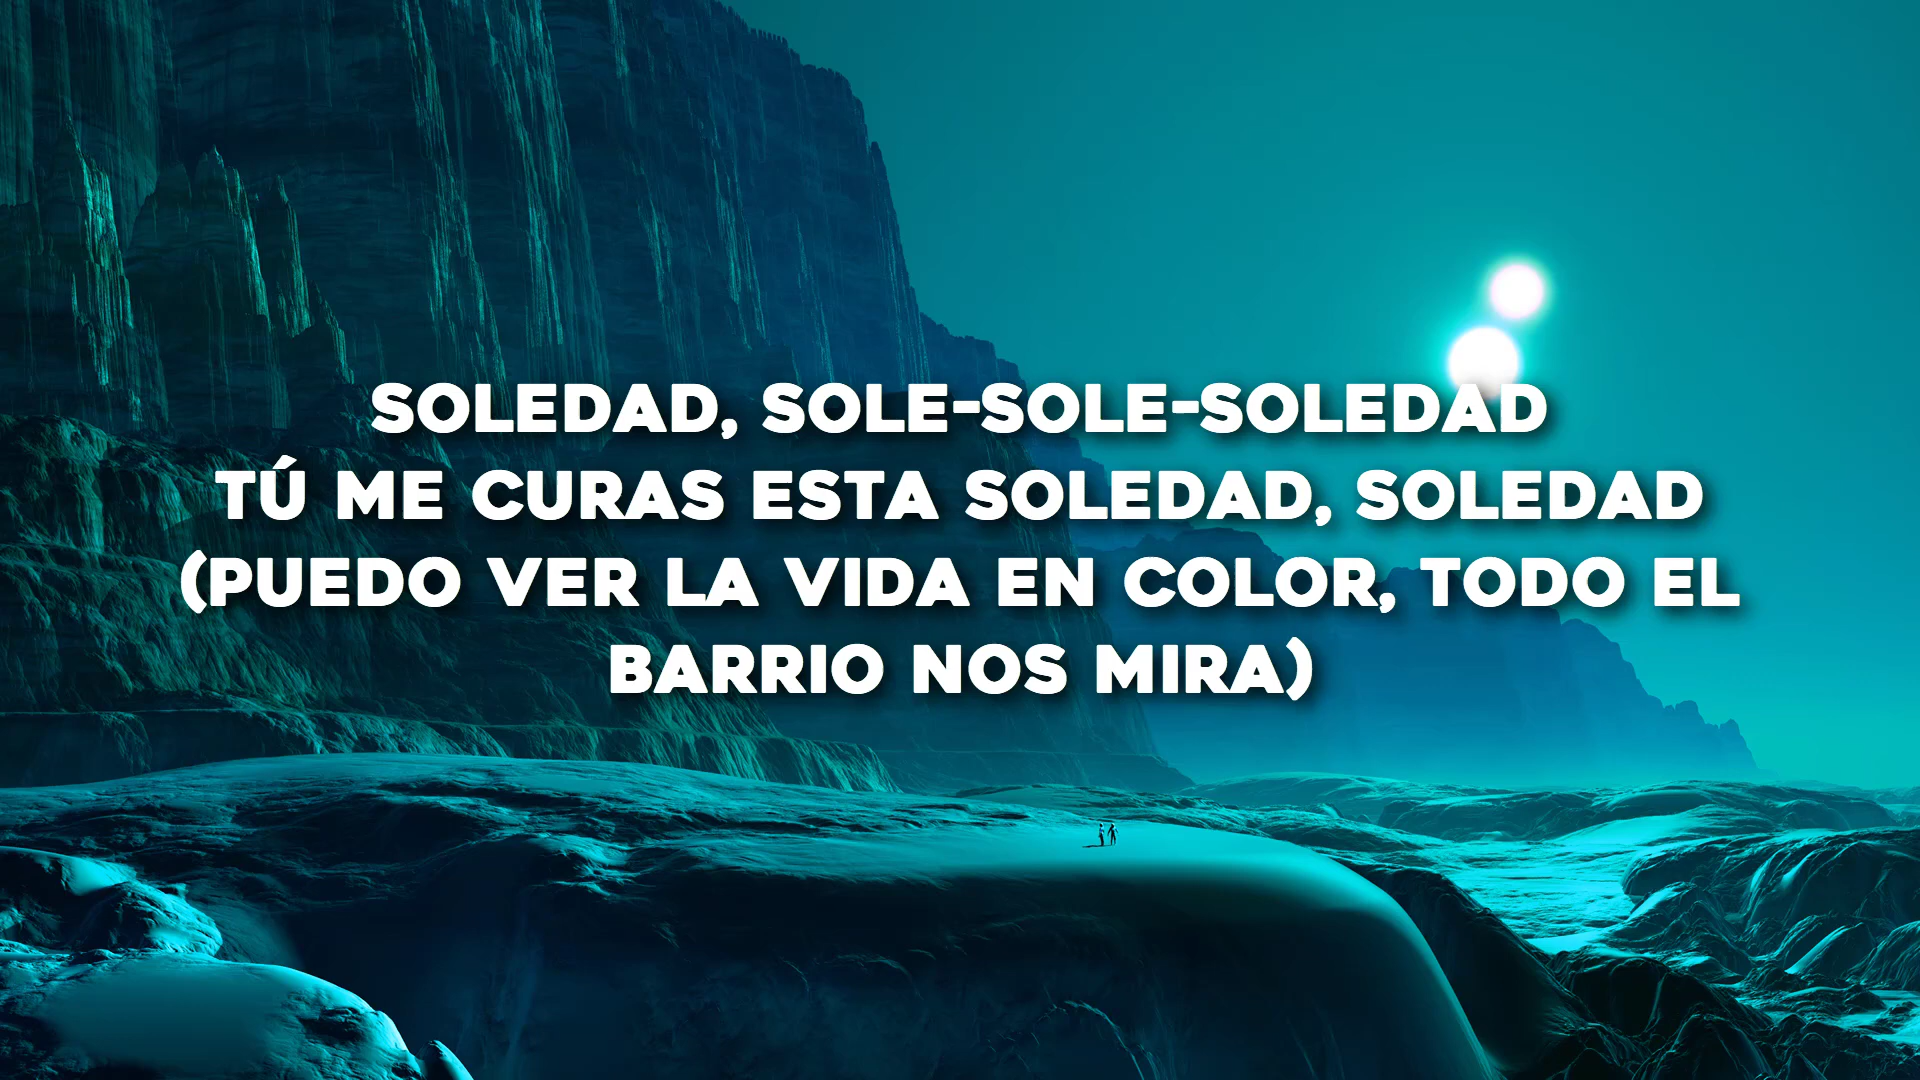 SOLEDAD, SOLE-SOLE-SOLEDAD
TÚ ME CURAS ESTA SOLEDAD, SOLEDAD
(PUEDO VER LA VIDA EN COLOR, TODO EL
BARRIO NOS MIRA)